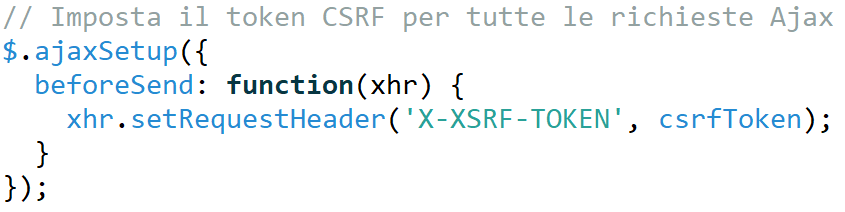 // Imposta il token CSRF per tutte le richieste Ajax
$.ajaxSetup({
  beforeSend: function(xhr) {
    xhr.setRequestHeader('X-XSRF-TOKEN', csrfToken);
  }
});